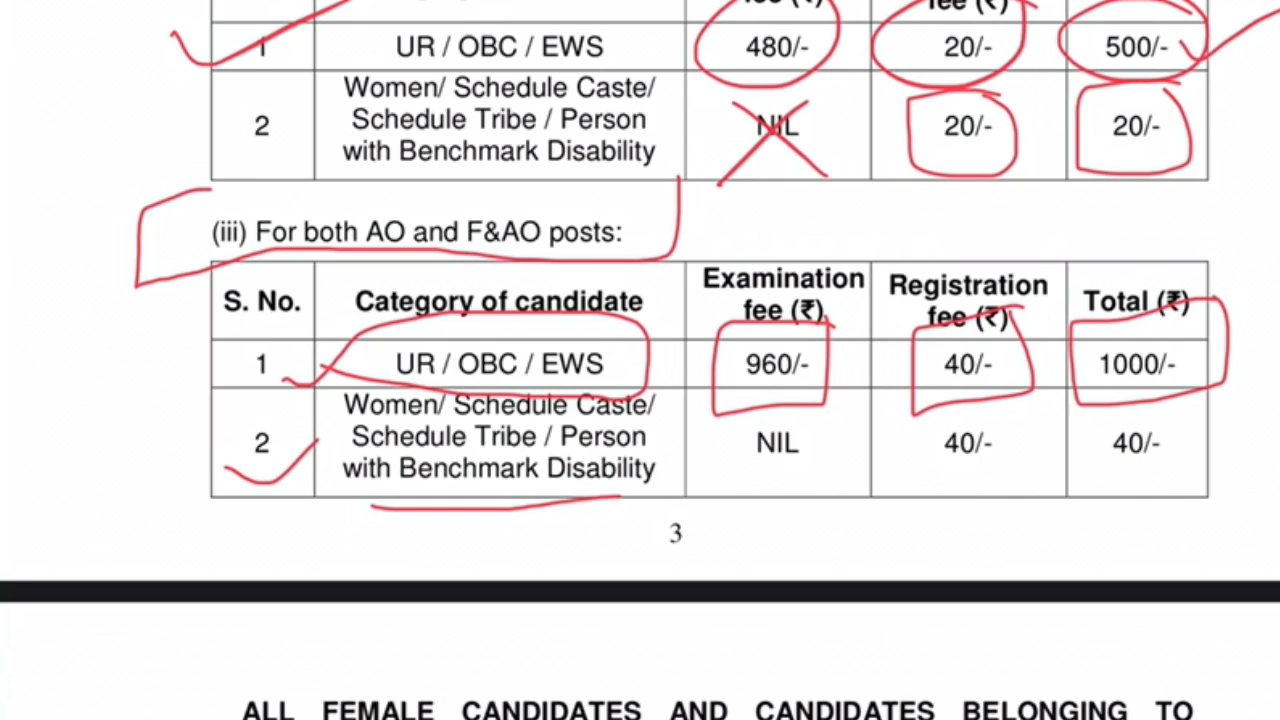 fee (₹) fee (₹)
1 UR / OBC / EWS 480/- 20/- 500/-
Women/ Schedule Caste/
2 Schedule Tribe / Person NIL 20/- 20/-
with Benchmark Disability
(iii) For both AO and F&AO posts:
S. No. Category of candidate Examination fee (₹) Registration fee (₹) Total (₹)
1 UR / OBC / EWS 960/- 40/- 1000/-
Women/ Schedule Caste/
2 Schedule Tribe / Person NIL 40/- 40/-
with Benchmark Disability
3
ALL FEMALE CANDIDATES AND CANDIDATES BELONGING TO